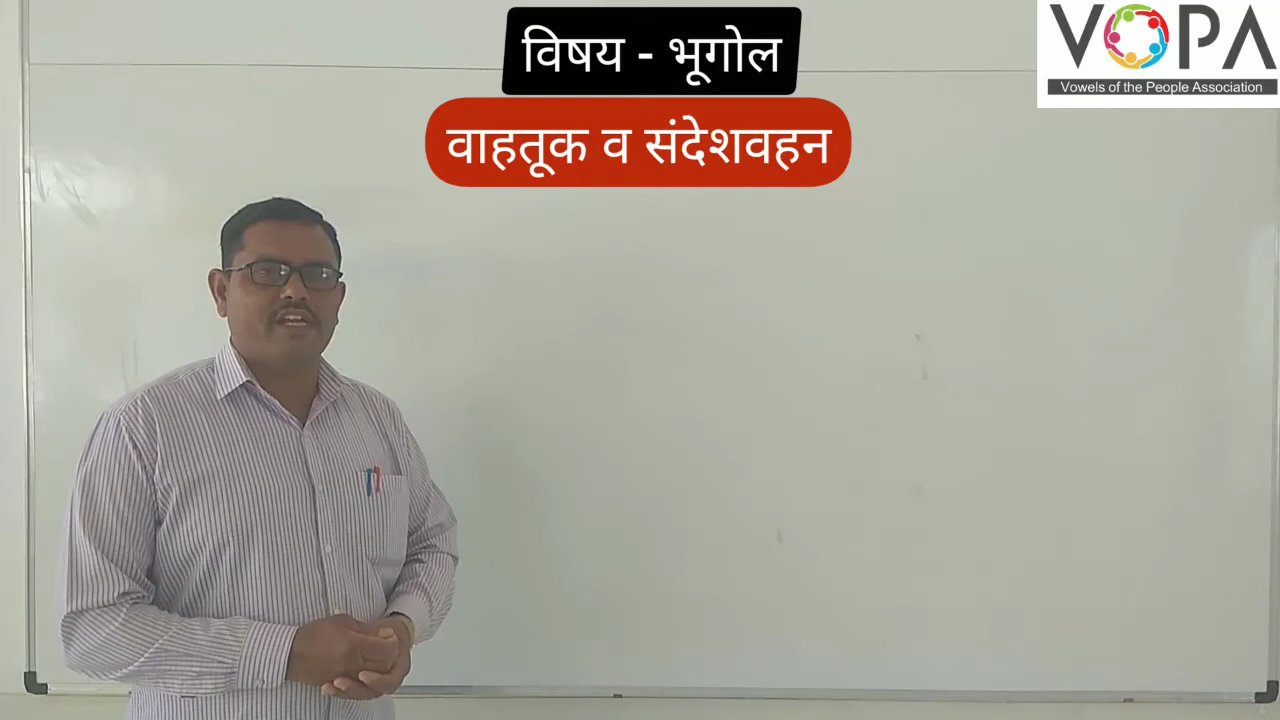 विषय - भूगोल
वाहतूक व संदेशवहन
VOPA
Vowels of the People Association